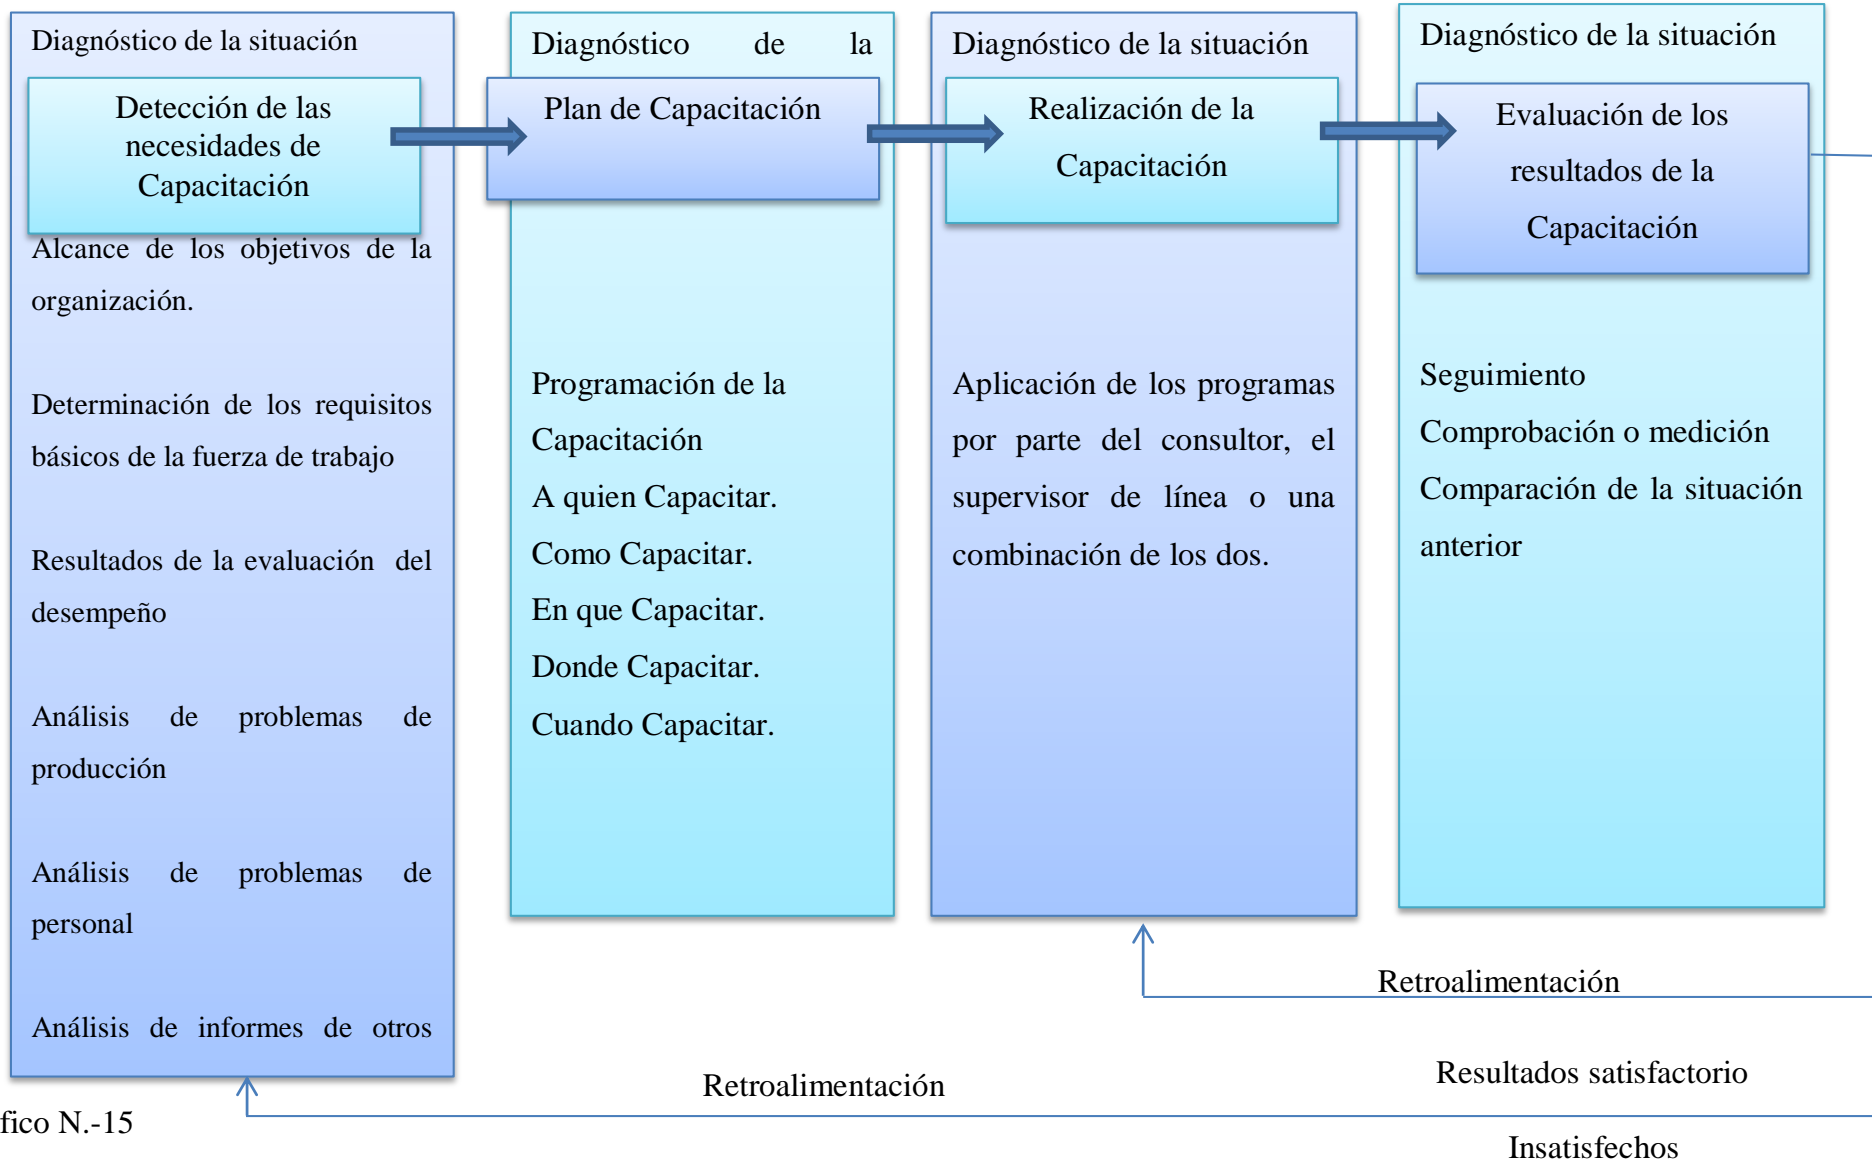 Diagnóstico de la situación
Detección de las
necesidades de
Capacitación
Alcance de los objetivos de la
organización.
Determinación de los requisitos
básicos de la fuerza de trabajo
Resultados de la evaluación del
desempeño
Análisis de problemas de
producción
Análisis de problemas de
personal
Análisis de informes de otros
Diagnóstico de la
Plan de Capacitación
Programación de la
Capacitación
A quien Capacitar.
Como Capacitar.
En que Capacitar.
Donde Capacitar.
Cuando Capacitar.
Diagnóstico de la situación
Realización de la
Capacitación
Aplicación de los programas
por parte del consultor, el
supervisor de línea o una
combinación de los dos.
Diagnóstico de la situación
Evaluación de los
resultados de la
Capacitación
Seguimiento
Comprobación o medición
Comparación de la situación
anterior
Retroalimentación
Resultados satisfactorio
Retroalimentación
Insatisfechos
fico N.-15